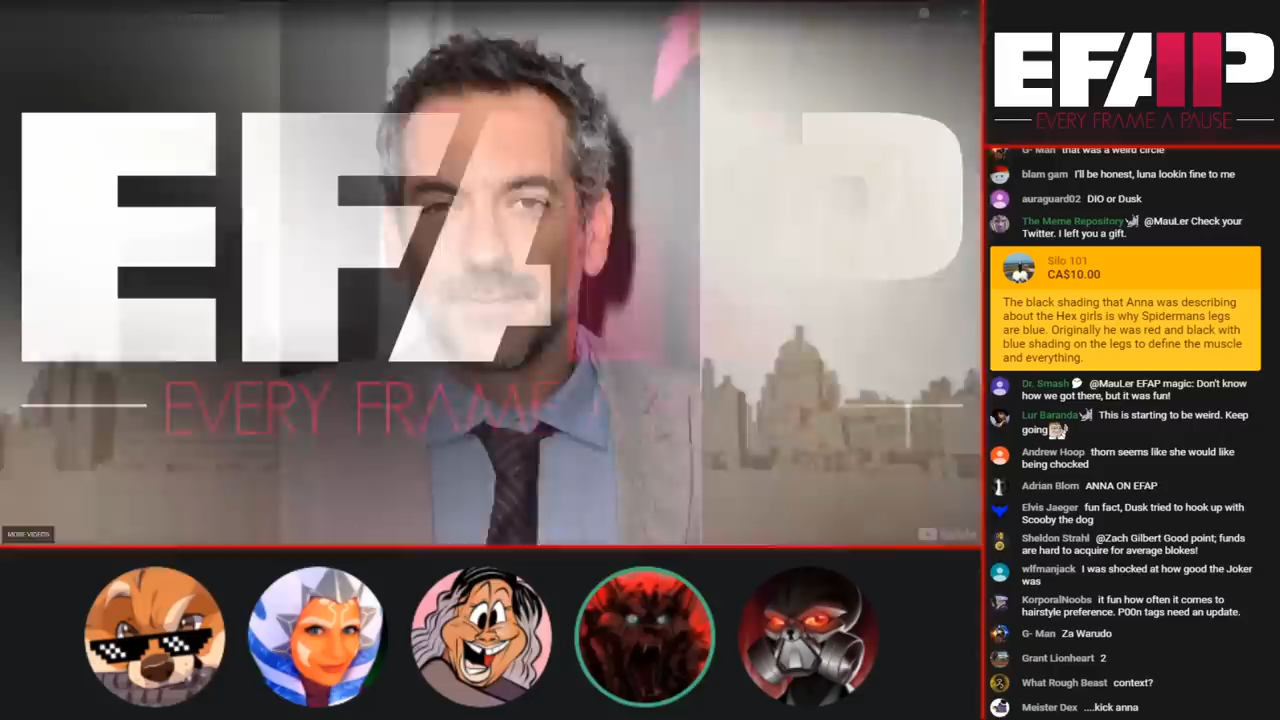 EFAP
EVERY FRAME A
MORE VIDEOS
YouTube
EFAP
EVERY FRAME A PAUSE
G- Man that was a weird circle
blam gam I'll be honest, luna lookin fine to me
auraguard02 DIO or Dusk
The Meme Repository @MauLer Check your
Twitter. I left you a gift.
Silo 101
CA$10.00
The black shading that Anna was describing
about the Hex girls is why Spidermans legs
are blue. Originally he was red and black with
blue shading on the legs to define the muscle
and everything.
Dr. Smash @MauLer EFAP magic: Don't know
how we got there, but it was fun!
Lur Baranda This is starting to be weird. Keep
going
Andrew Hoop thorn seems like she would like
being chocked
Adrian Blom ANNA ON EFAP
Elvis Jaeger fun fact, Dusk tried to hook up with
Scooby the dog
Sheldon Strahl @Zach Gilbert Good point; funds
are hard to acquire for average blokes!
wlfmanjack I was shocked at how good the Joker
was
KorporalNoobs it fun how often it comes to
hairstyle preference. P00n tags need an update.
G- Man Za Warudo
Grant Lionheart 2
What Rough Beast context?
Meister Dex ....kick anna